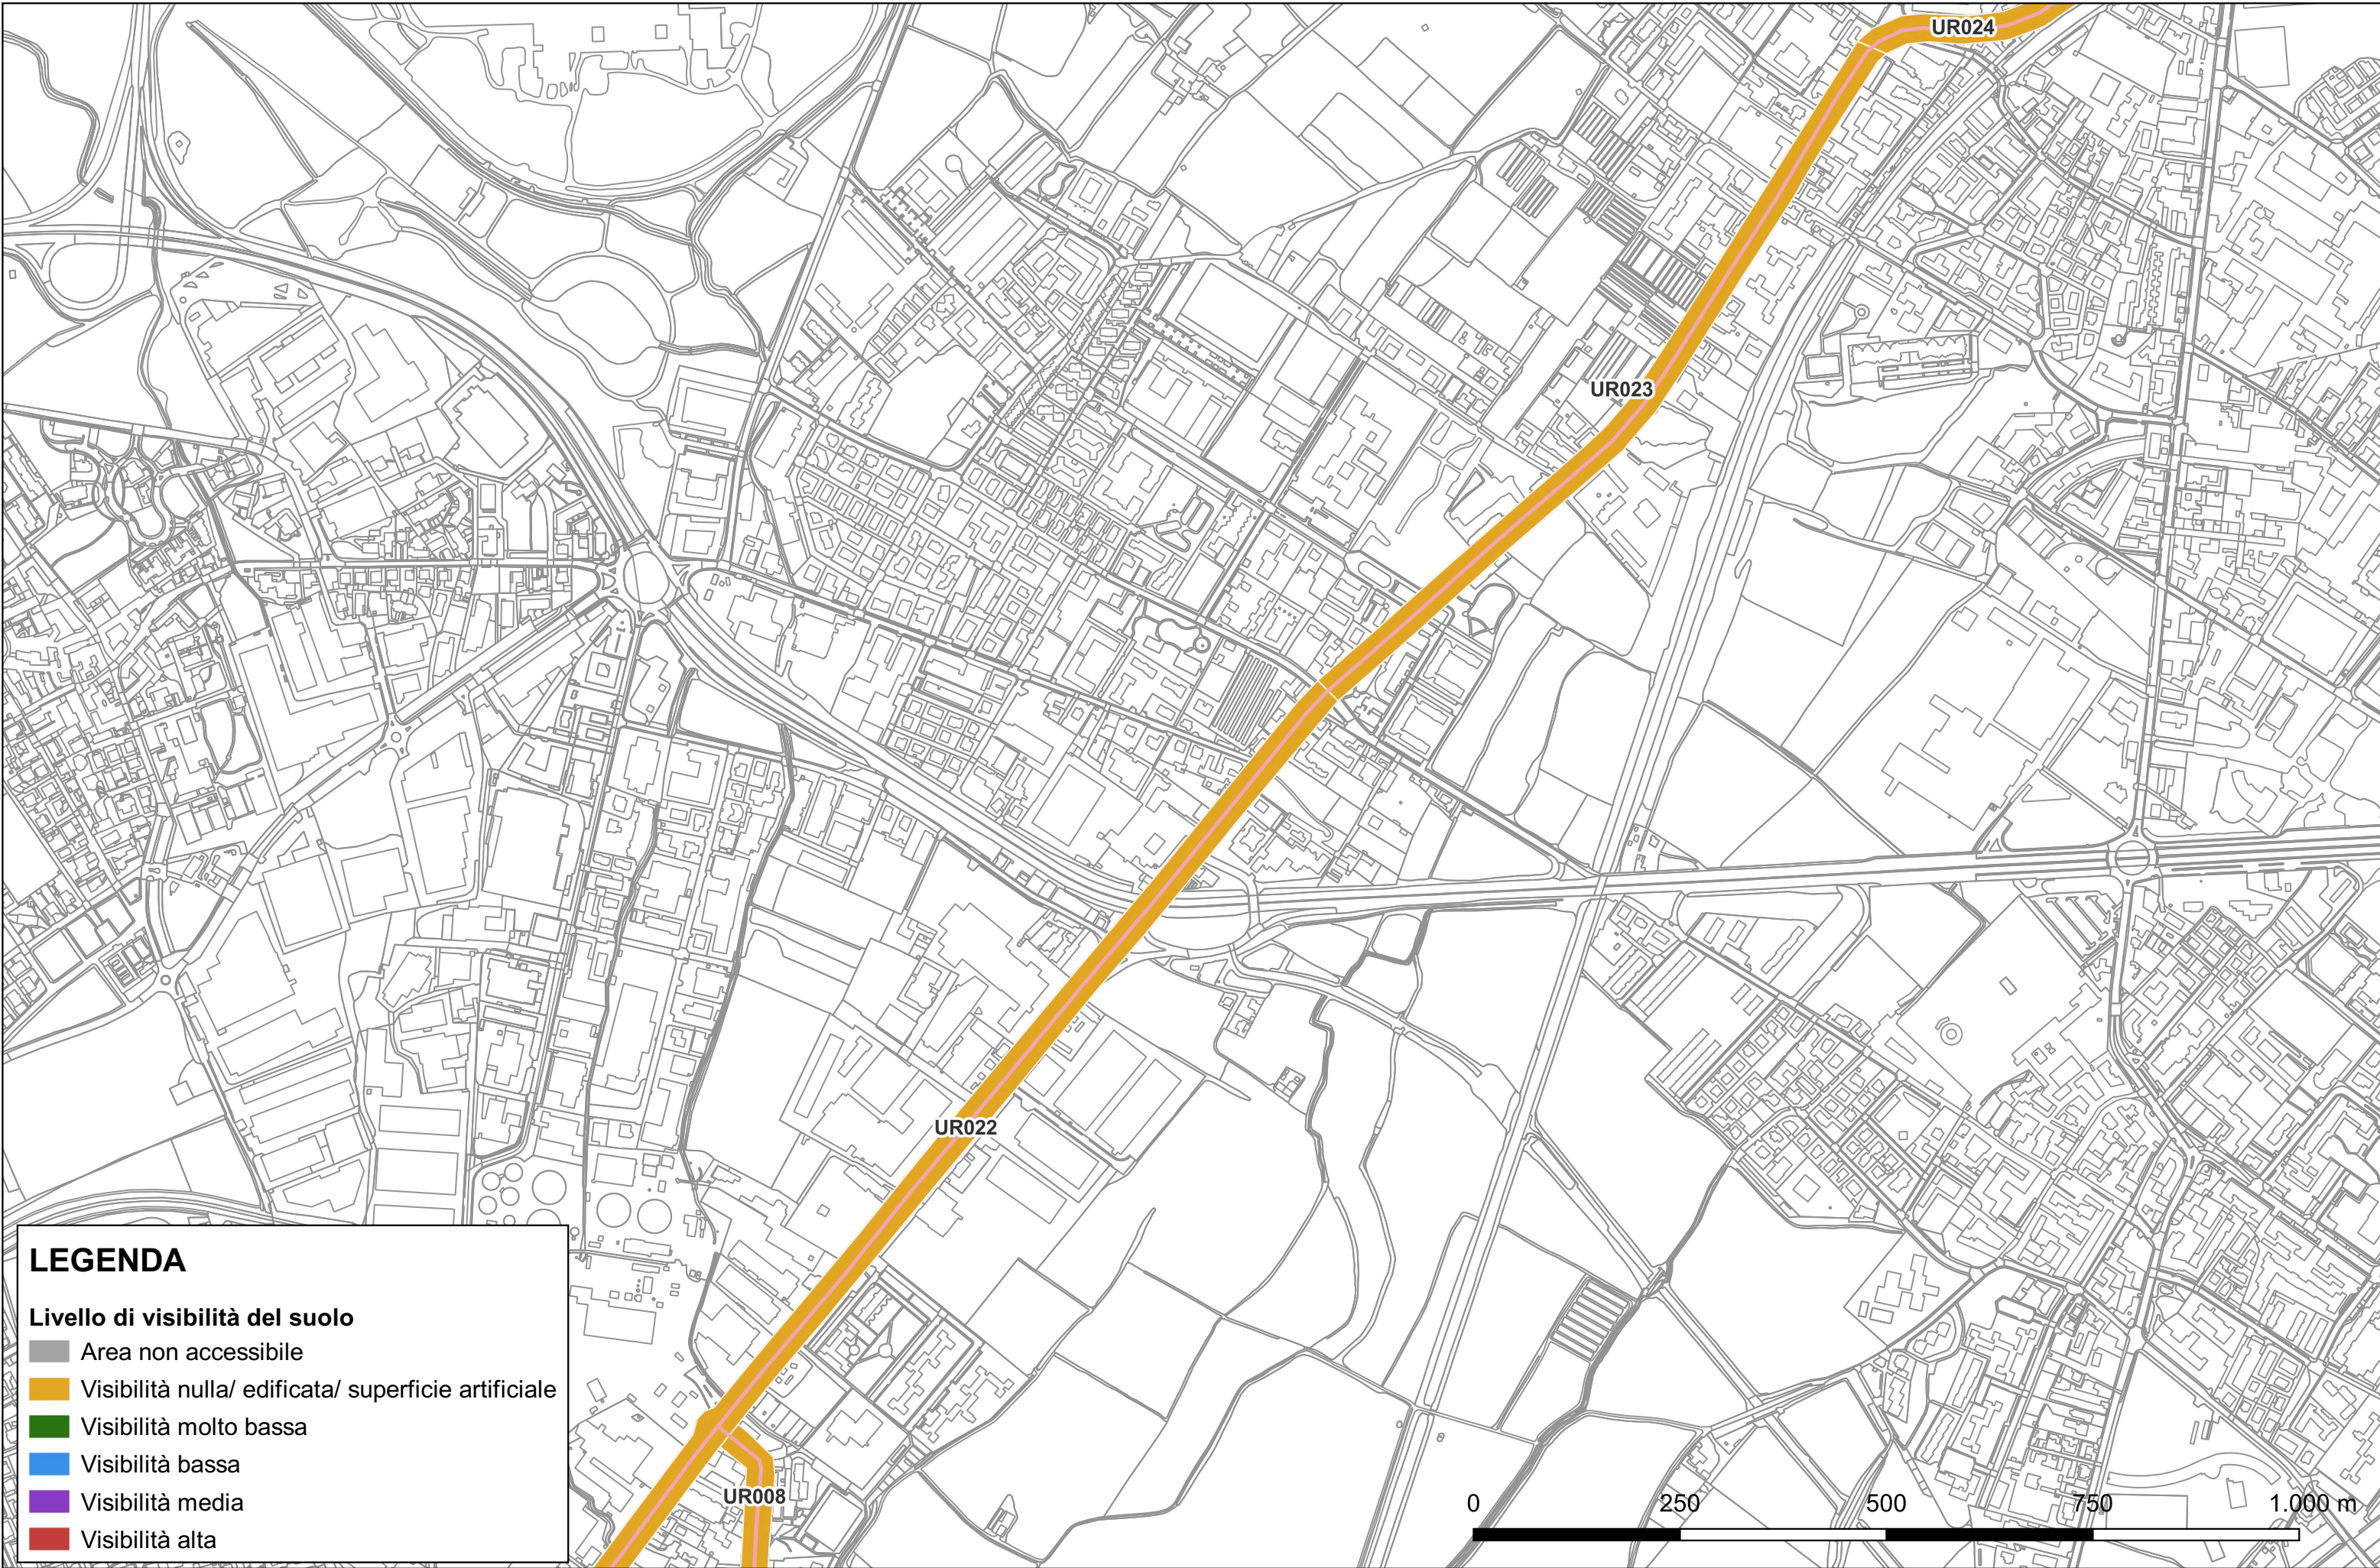 UR024
UR023
UR022
UR008
LEGENDA
Livello di visibilità del suolo
Area non accessibile
Visibilità nulla/ edificata/ superficie artificiale
Visibilità molto bassa
Visibilità bassa
Visibilità media
Visibilità alta
0 250 500 750 1.000 m